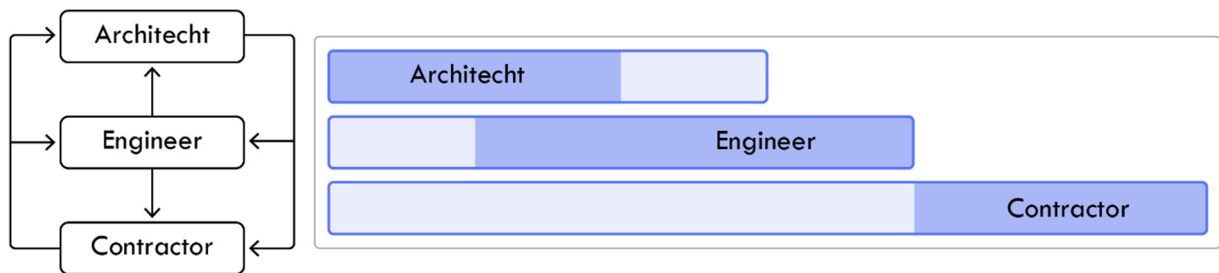 Architecht
Engineer
Contractor
Architecht
Engineer
Contractor